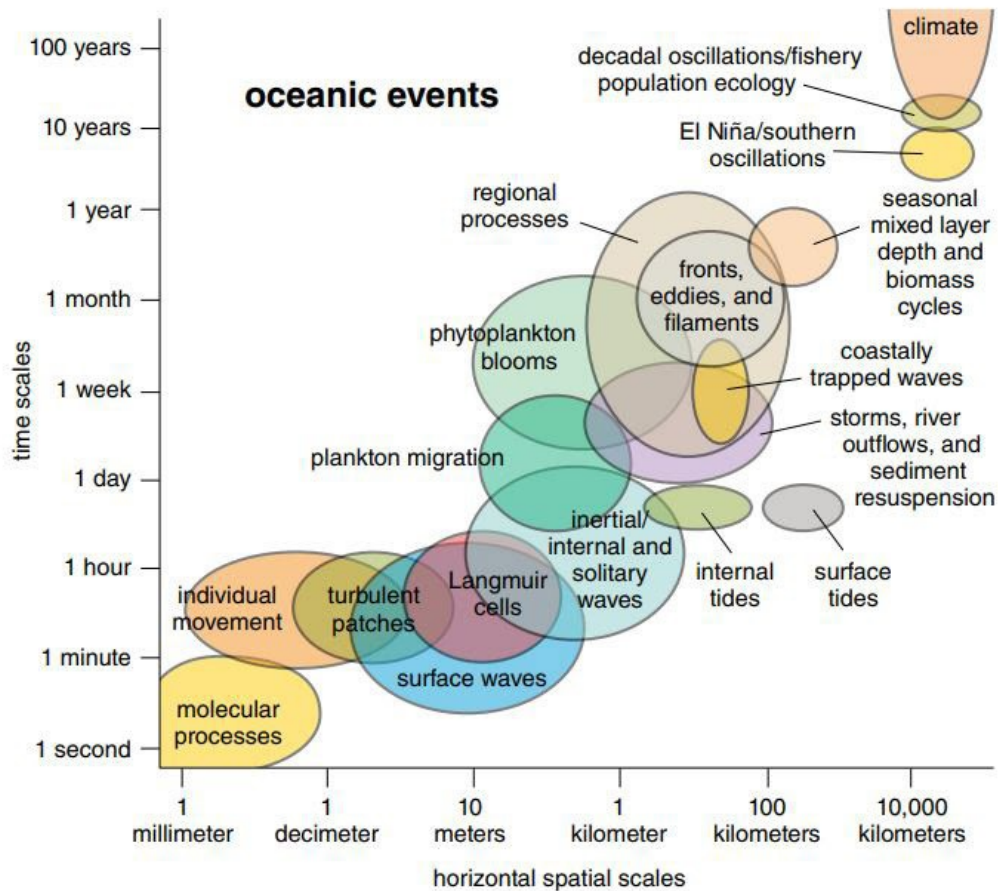 oceanic events
time scales
100 years
10 years
1 year
1 month
1 week
1 day
1 hour
1 minute
1 second
climate
decadal oscillations/fishery
population ecology
El Niña/southern
oscillations
regional
processes
seasonal
mixed layer
depth and
biomass
cycles
fronts,
eddies, and
filaments
phytoplankton
blooms
coastally
trapped waves
storms, river
outflows, and
sediment
resuspension
plankton migration
inertial/
internal and
solitary
waves
internal
tides
surface
tides
individual
movement
turbulent
patches
Langmuir
cells
surface waves
molecular
processes
1
millimeter
1
decimeter
10
meters
1
kilometer
100
kilometers
10,000
kilometers
horizontal spatial scales